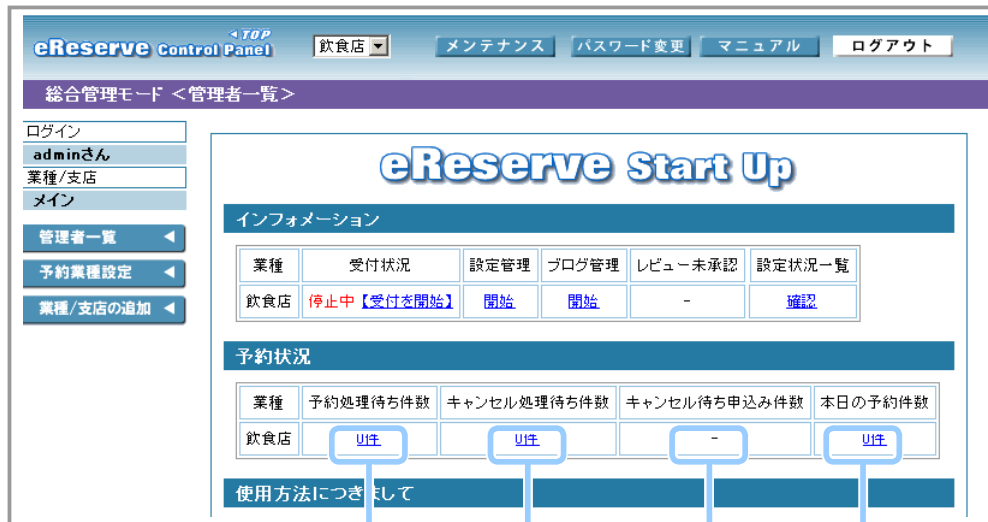 eReserve Control Panel
◀TOP
飲食店
メンテナンス
パスワード変更
マニュアル
ログアウト
総合管理モード <管理者一覧>
ログイン
adminさん
業種/支店
メイン
管理者一覧
予約業種設定
業種/支店の追加
eReserve Start Up
インフォメーション
業種 受付状況 設定管理 ブログ管理 レビュー未承認 設定状況一覧
飲食店 停止中【受付を開始】 開始 開始 - 確認
予約状況
業種 予約処理待ち件数 キャンセル処理待ち件数 キャンセル待ち申込み件数 本日の予約件数
飲食店 0件 0件 - 0件
使用方法につきまして